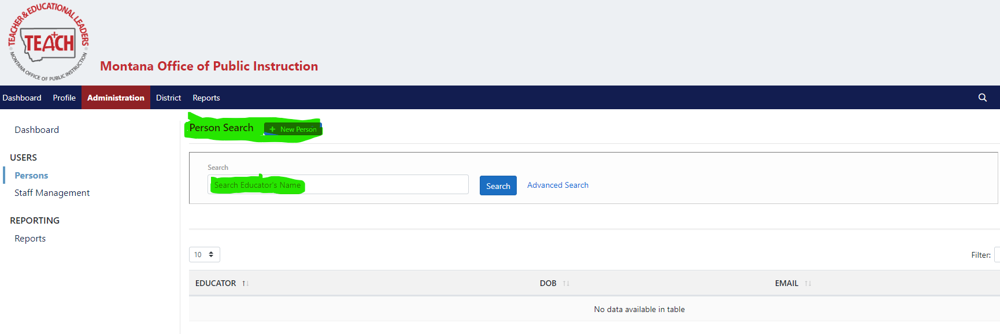 TEACHER & EDUCATIONAL LEADERS
TEACH
MONTANA OFFICE OF PUBLIC INSTRUCTION
Montana Office of Public Instruction
Dashboard Profile Administration District Reports
Dashboard
USERS
Persons
Staff Management
REPORTING
Reports
Person Search + New Person
Search
Search Educator's Name Search Advanced Search
10 Filter:
EDUCATOR ↑↓ DOB ↑↓ EMAIL ↑↓
No data available in table